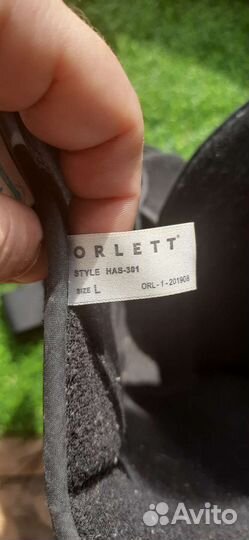 ORLETT®
STYLE HAS-301
SIZE L ORL-1-201908
Avito